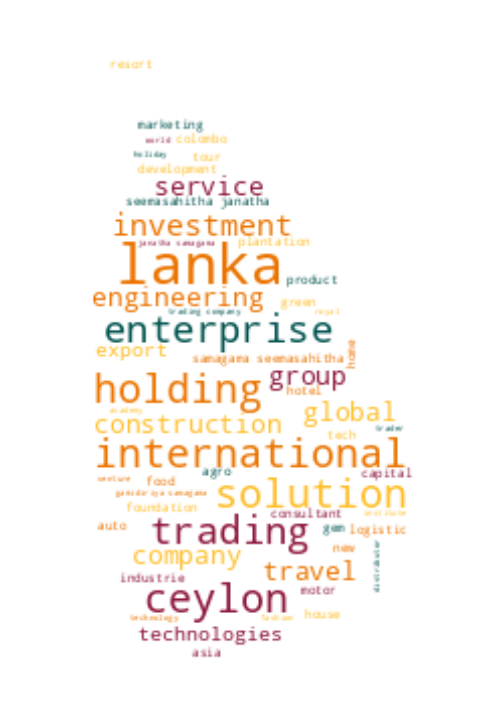 resort
marketing
world colombo
holiday tour
development
service
seemasahitha janatha
investment
janatha samagama plantation
lanka
product
engineering green
trading company royal
enterprise
export home
samagama seemasahitha
group
holding hotel
academy global
construction trader
tech
international
agro capital
venture food
solution
gamidiriya samagama
foundation consultant institute
auto trading gem logistic
new
company distributor
travel
industrie
motor
ceylon
technology fashion house
technologies
asia